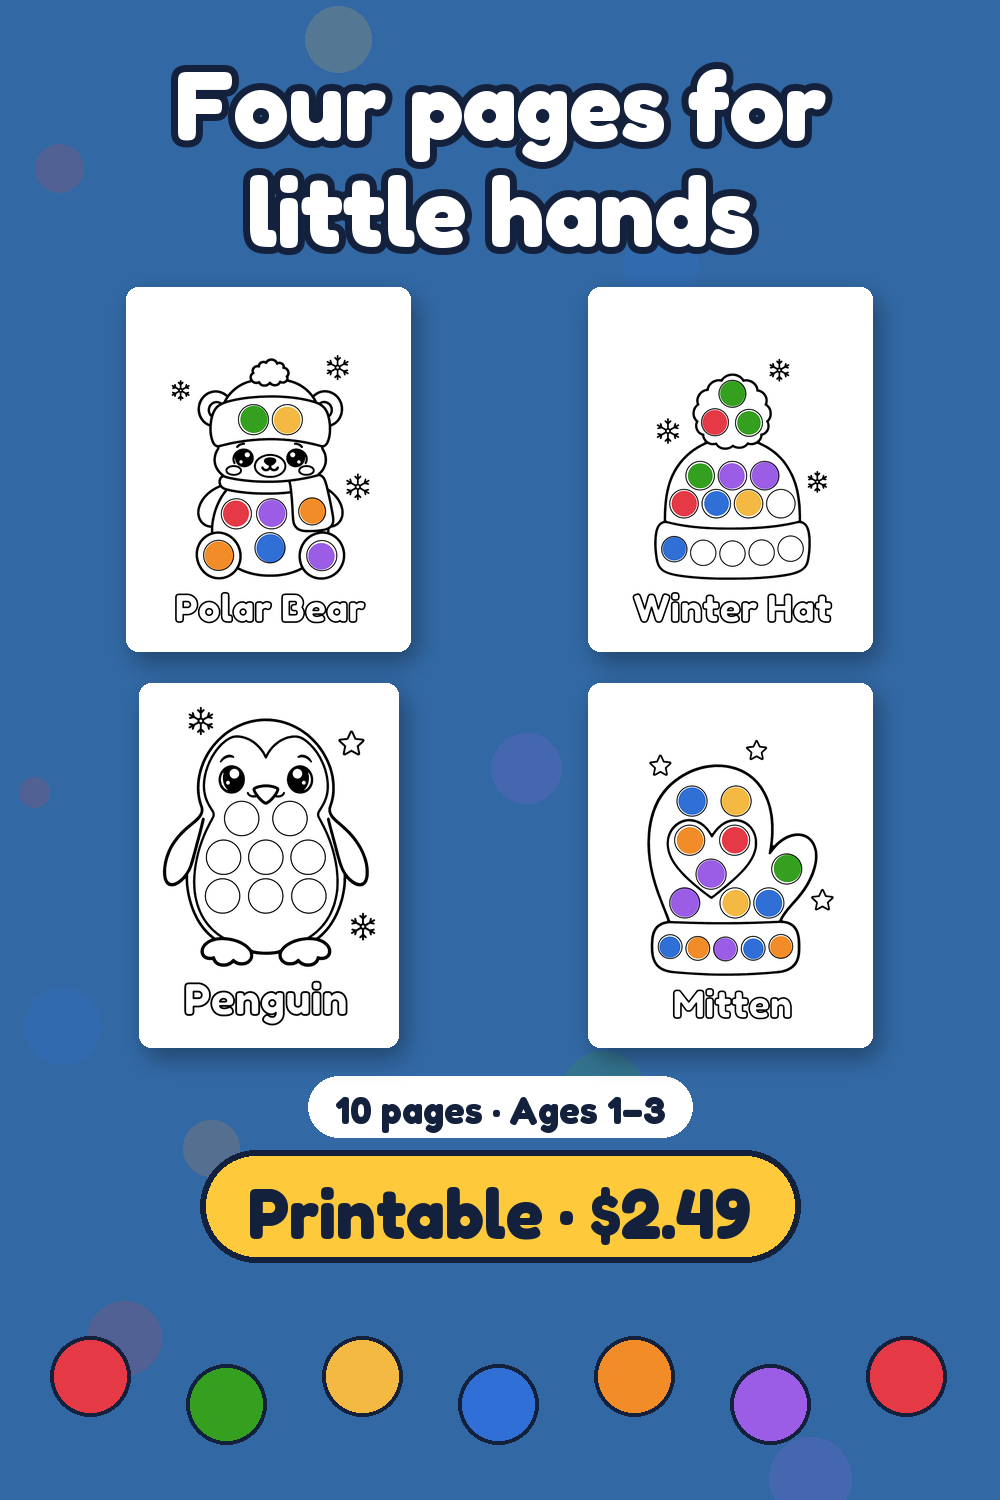 Four pages for
little hands
Polar Bear
Winter Hat
Penguin
Mitten
10 pages · Ages 1–3
Printable · $2.49